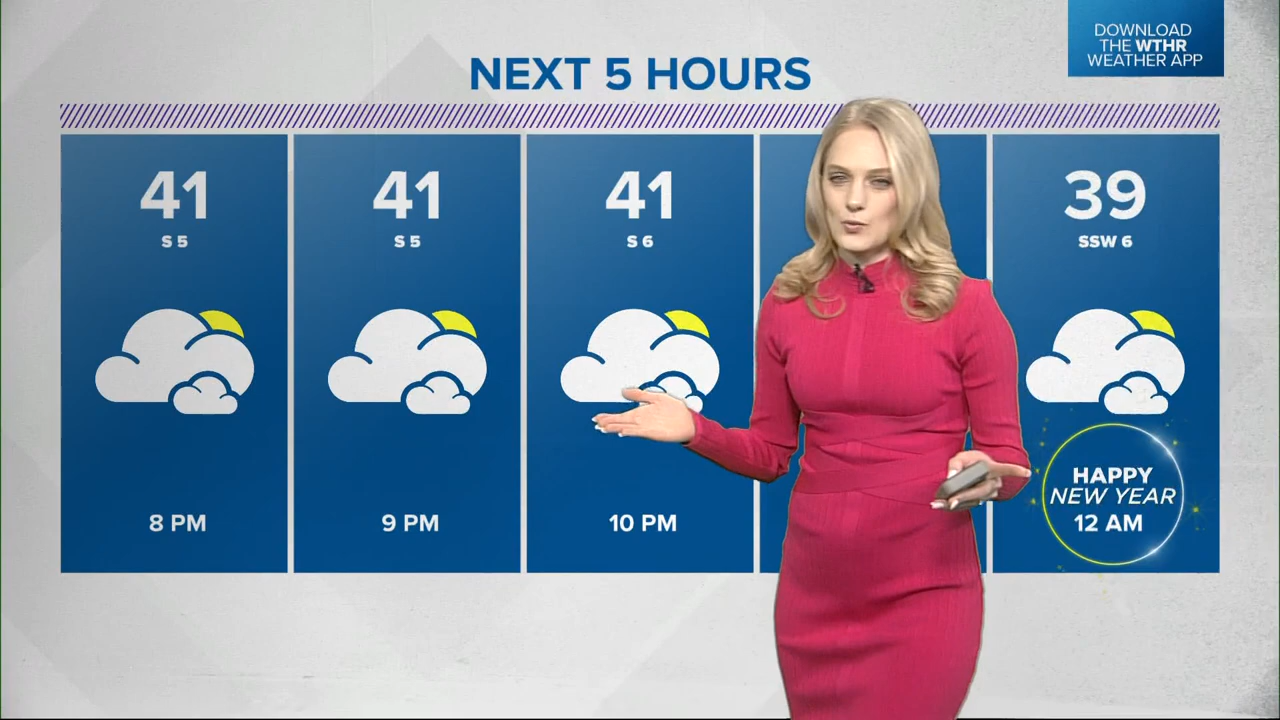 DOWNLOAD
THE WTHR
WEATHER APP
NEXT 5 HOURS
41
S 5
8 PM
41
S 5
9 PM
41
S 6
10 PM
39
SSW 6
HAPPY
NEW YEAR
12 AM